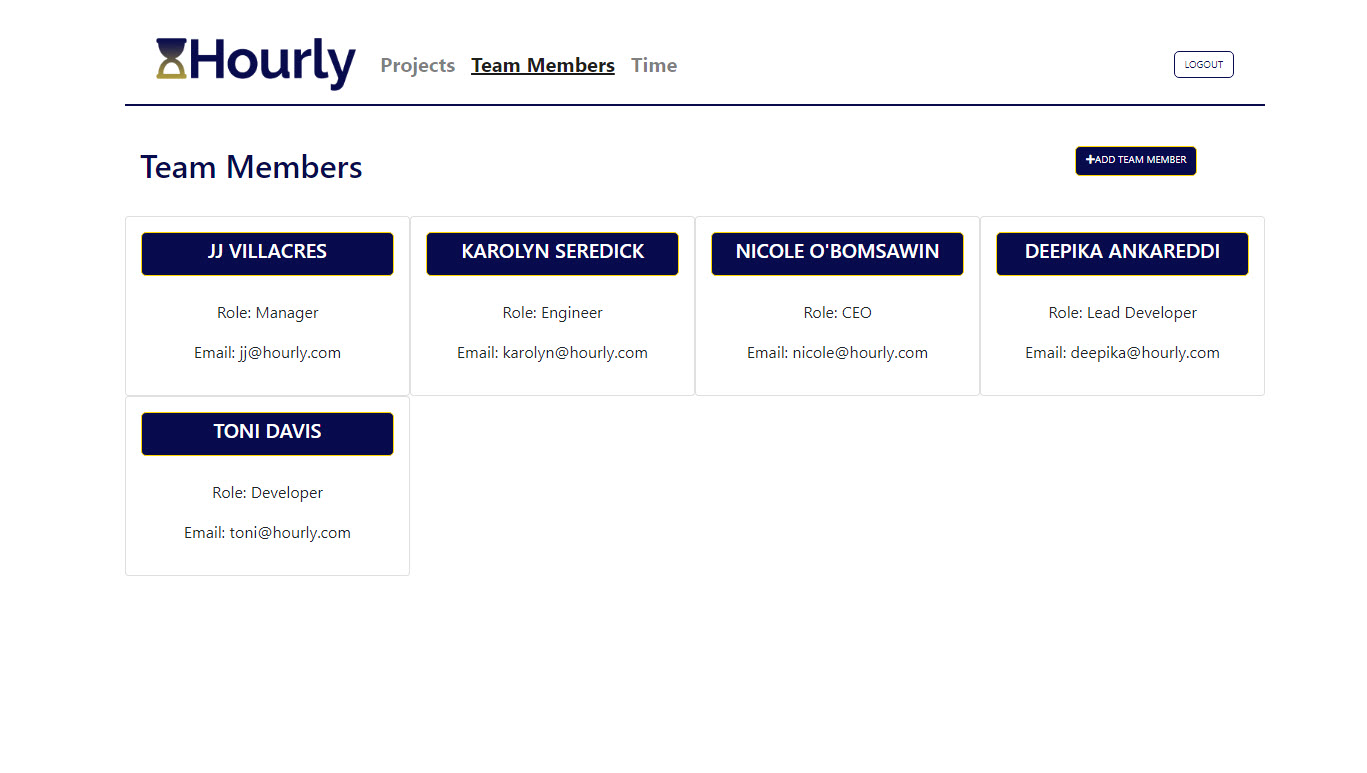 Hourly Projects Team Members Time LOGOUT
Team Members
ADD TEAM MEMBER
JJ VILLACRES
Role: Manager
Email: jj@hourly.com
KAROLYN SEREDICK
Role: Engineer
Email: karolyn@hourly.com
NICOLE O'BOMSAWIN
Role: CEO
Email: nicole@hourly.com
DEEPIKA ANKAREDDI
Role: Lead Developer
Email: deepika@hourly.com
TONI DAVIS
Role: Developer
Email: toni@hourly.com